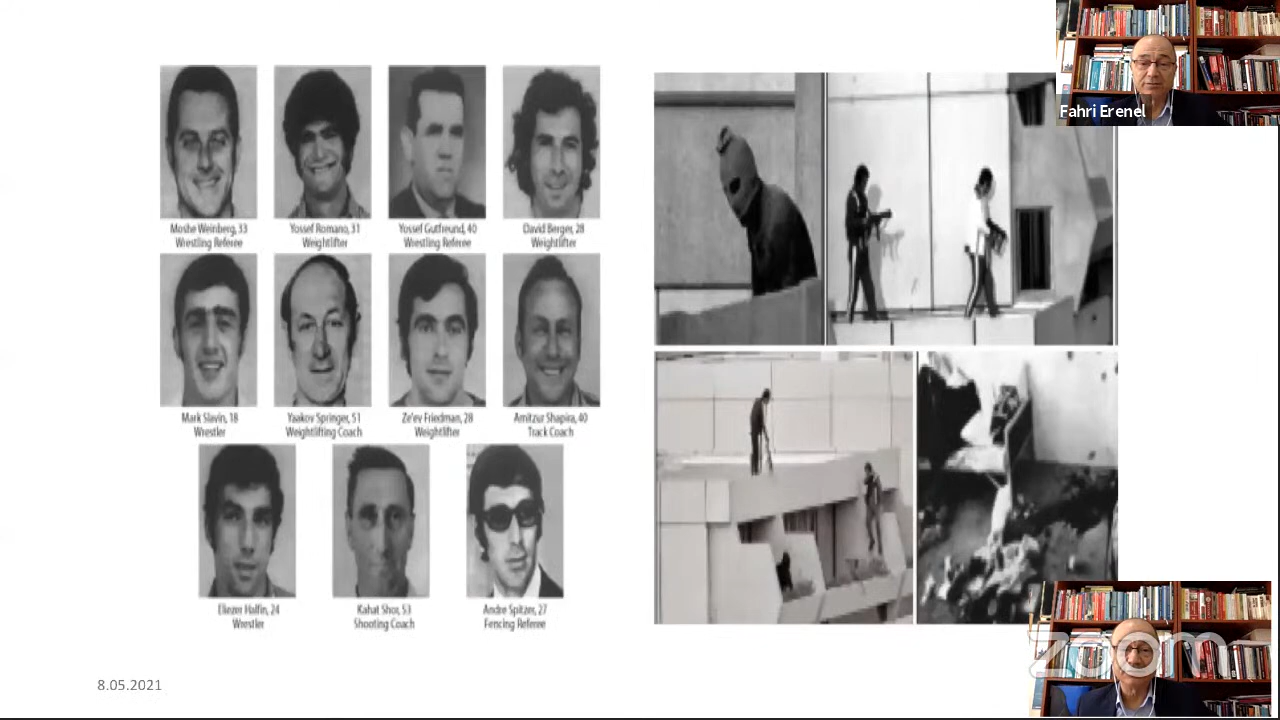 Fahri Erenel
Moshe Weinberg, 33
Wrestling Referee
Yossef Romano, 31
Weightlifter
Yossef Gutfreund, 40
Wrestling Referee
David Berger, 28
Weightlifter
Mark Slavin, 18
Wrestler
Yaakov Springer, 51
Weightlifting Coach
Ze'ev Friedman, 28
Weightlifter
Amitzur Shapira, 40
Track Coach
Eliezer Halfin, 24
Wrestler
Kahat Shor, 53
Shooting Coach
Andre Spitzer, 27
Fencing Referee
8.05.2021
zoom